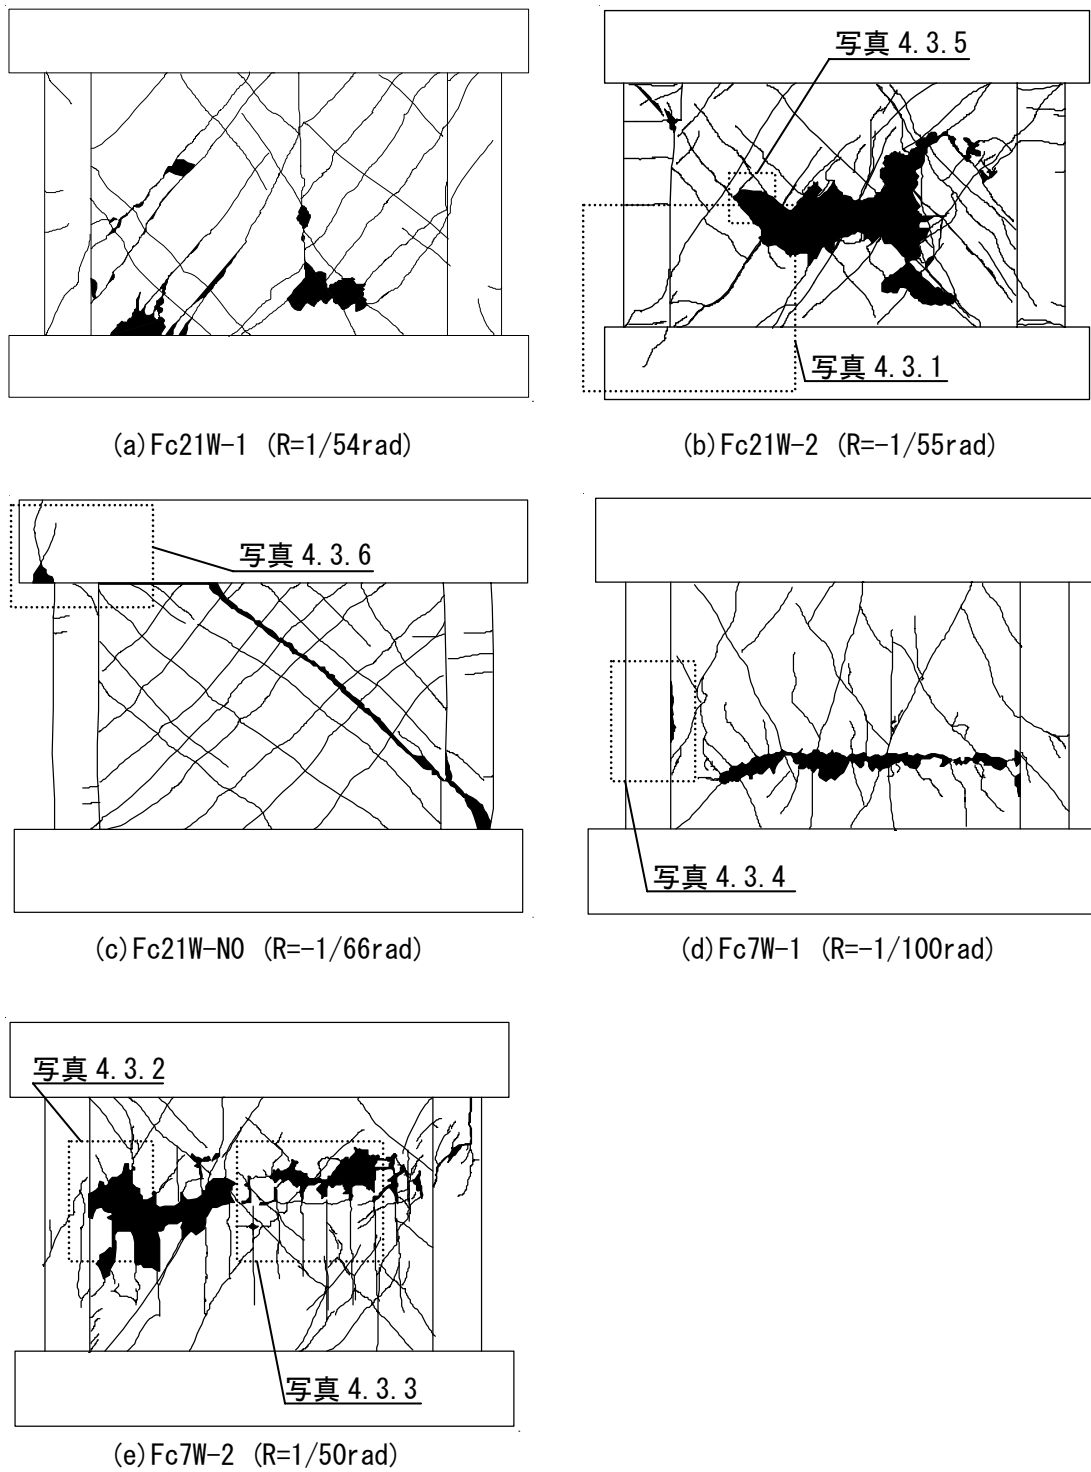 写真 4.3.5
写真 4.3.1
(a)Fc21W-1 (R=1/54rad)
(b)Fc21W-2 (R=-1/55rad)
写真 4.3.6
写真 4.3.4
(c)Fc21W-NO (R=-1/66rad)
(d)Fc7W-1 (R=-1/100rad)
写真 4.3.2
写真 4.3.3
(e)Fc7W-2 (R=1/50rad)